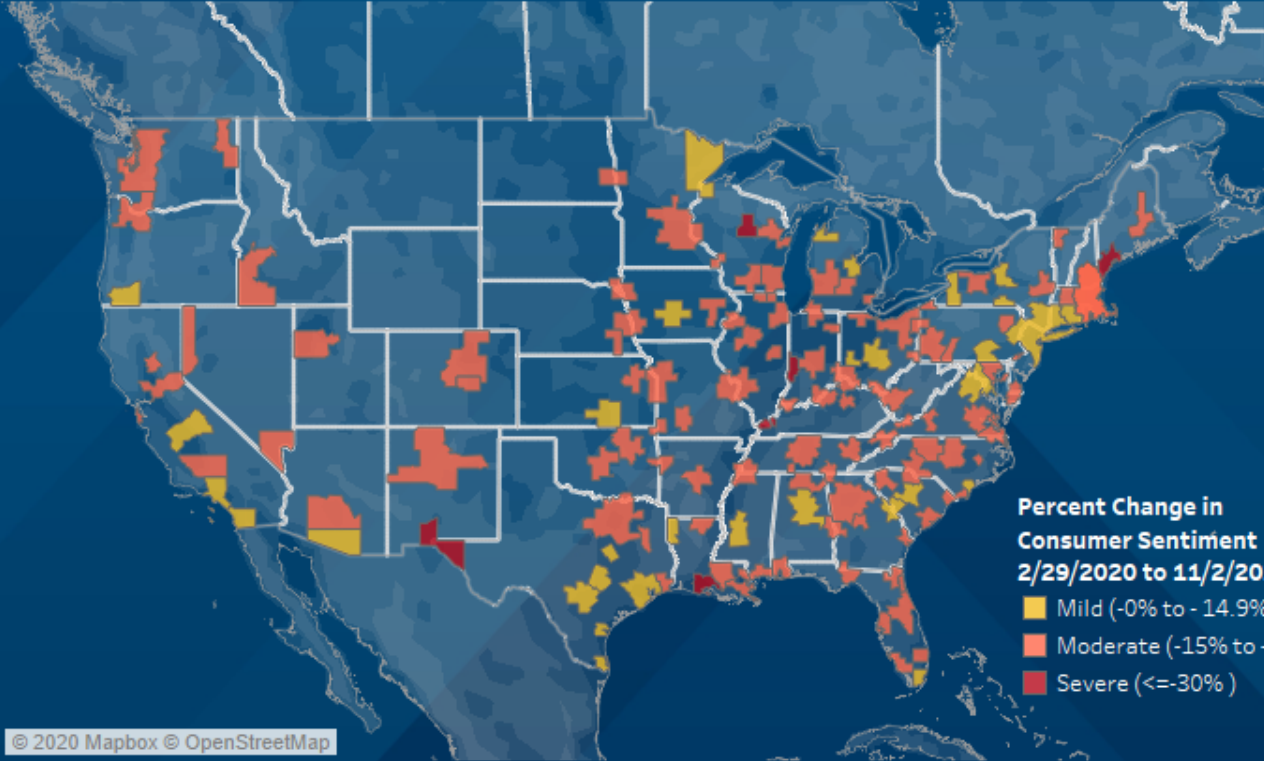 Percent Change in
Consumer Sentiment
2/29/2020 to 11/2/20
Mild (-0% to - 14.9%
Moderate (-15% to -
Severe (<=-30% )
© 2020 Mapbox © OpenStreetMap